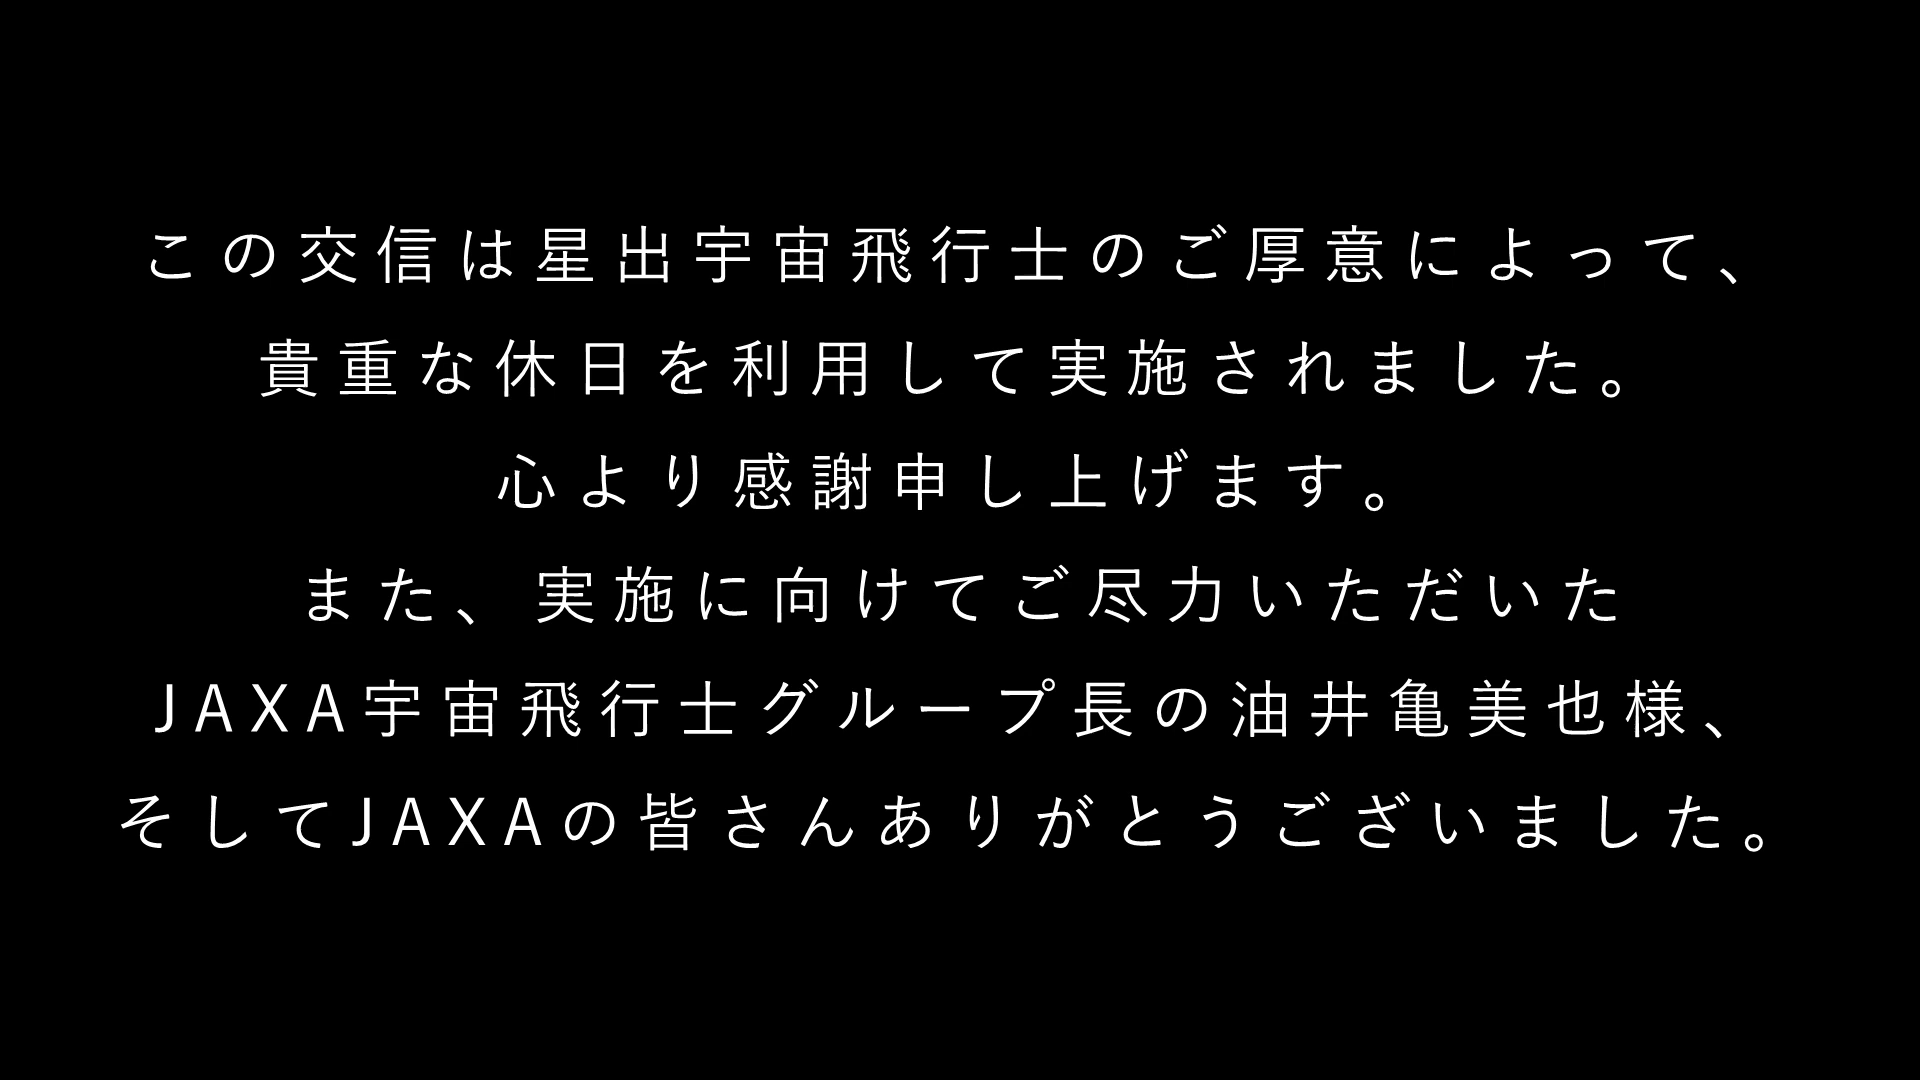 この交信は星出宇宙飛行士のご厚意によって、
貴重な休日を利用して実施されました。
心より感謝申し上げます。
また、実施に向けてご尽力いただいた
JAXA宇宙飛行士グループ長の油井亀美也様、
そしてJAXAの皆さんありがとうございました。